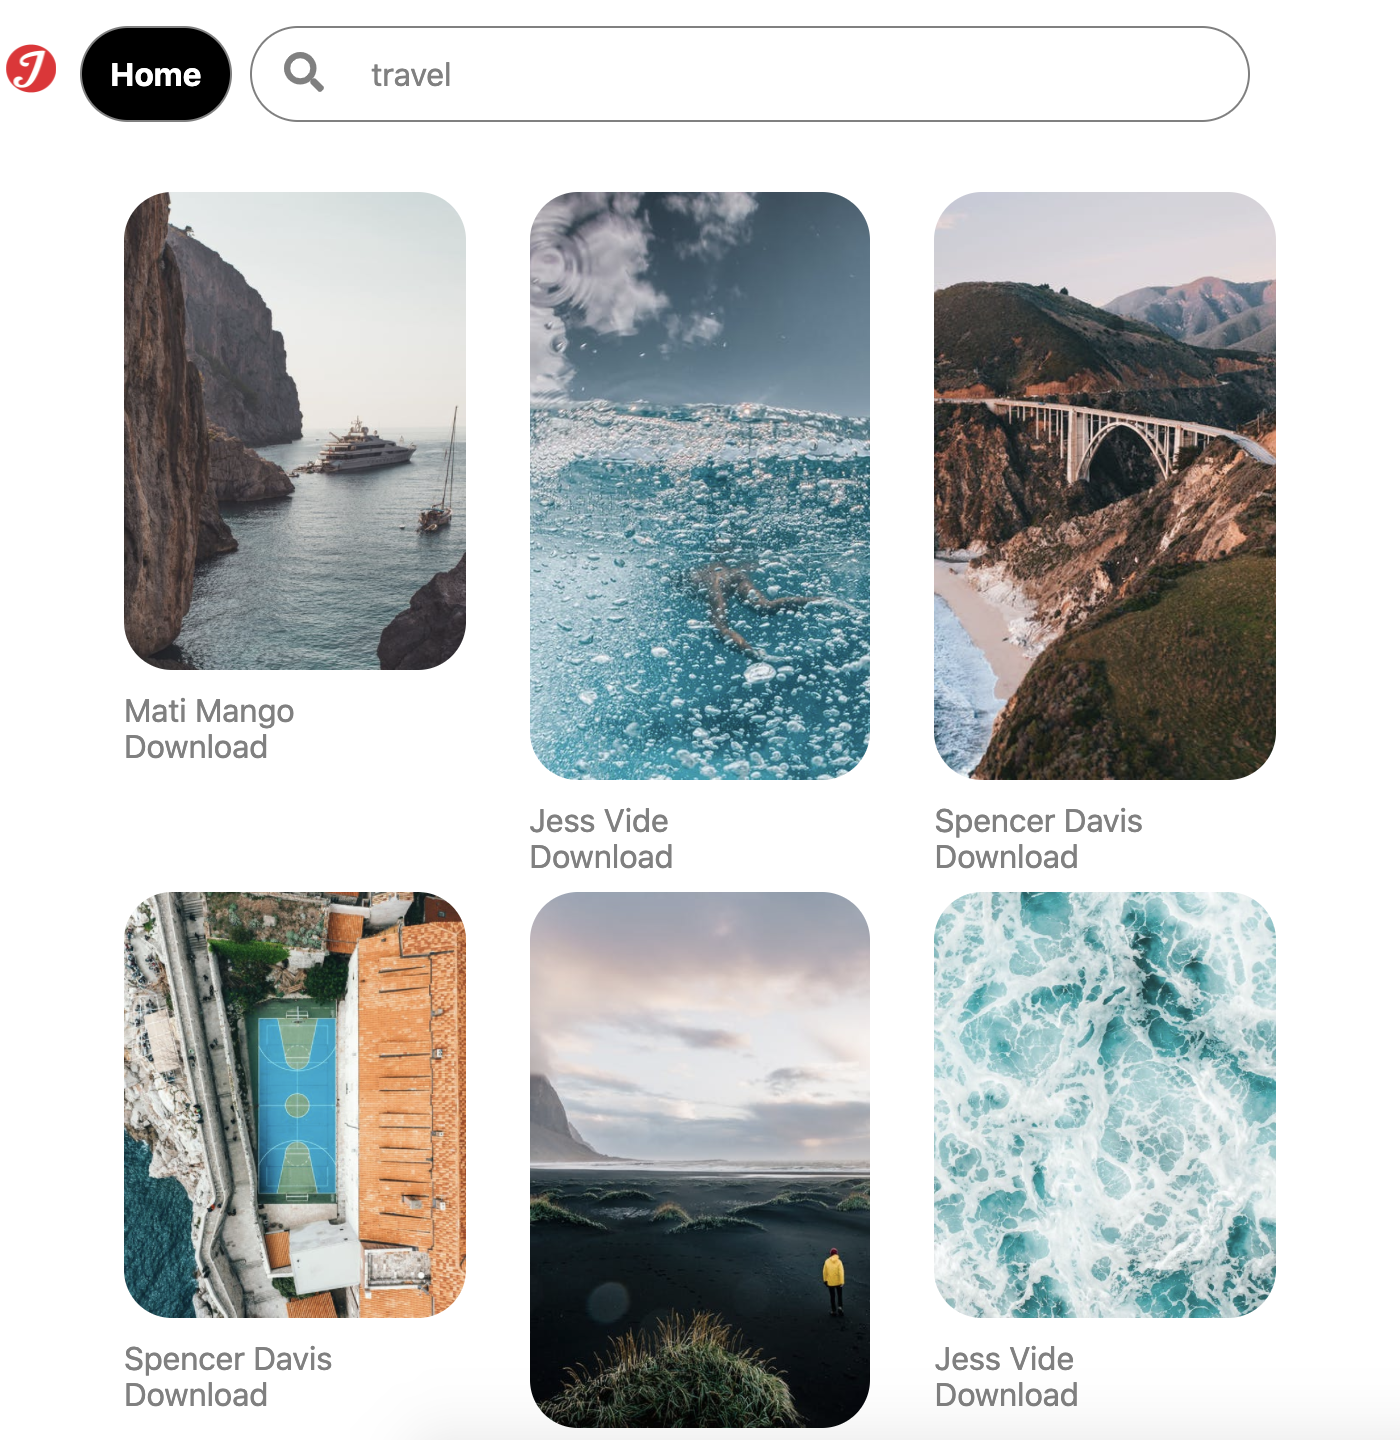 J
Home
travel
Mati Mango
Download
Jess Vide
Download
Spencer Davis
Download
Spencer Davis
Download
Jess Vide
Download